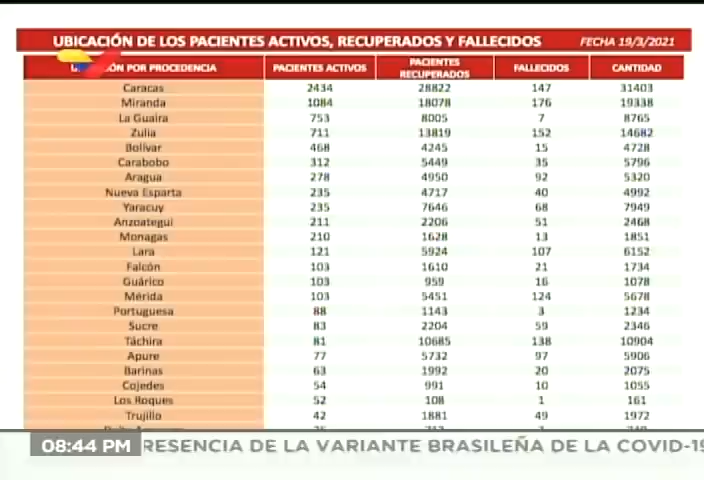 UBICACIÓN DE LOS PACIENTES ACTIVOS, RECUPERADOS Y FALLECIDOS FECHA 19/3/2021
POR PROCEDENCIA PACIENTES ACTIVOS PACIENTES RECUPERADOS FALLECIDOS CANTIDAD
Caracas 2434 28822 147 31403
Miranda 1084 18078 176 19338
La Guaira 753 8005 7 8765
Zulia 711 13819 152 14682
Bolívar 468 4245 15 4728
Carabobo 312 5449 35 5796
Aragua 278 4950 92 5320
Nueva Esparta 235 4717 40 4992
Yaracuy 235 7646 68 7949
Anzoategui 211 2206 51 2468
Monagas 210 1628 13 1851
Lara 121 5924 107 6152
Falcón 103 1610 21 1734
Guárico 103 959 16 1078
Mérida 103 5451 124 5678
Portuguesa 88 1143 3 1234
Sucre 83 2204 59 2346
Táchira 81 10685 138 10904
Apure 77 5732 97 5906
Barinas 63 1992 20 2075
Cojedes 54 991 10 1055
Los Roques 52 108 1 161
Trujillo 42 1881 49 1972
08:44 PM RESENCIA DE LA VARIANTE BRASILEÑA DE LA COVID-19